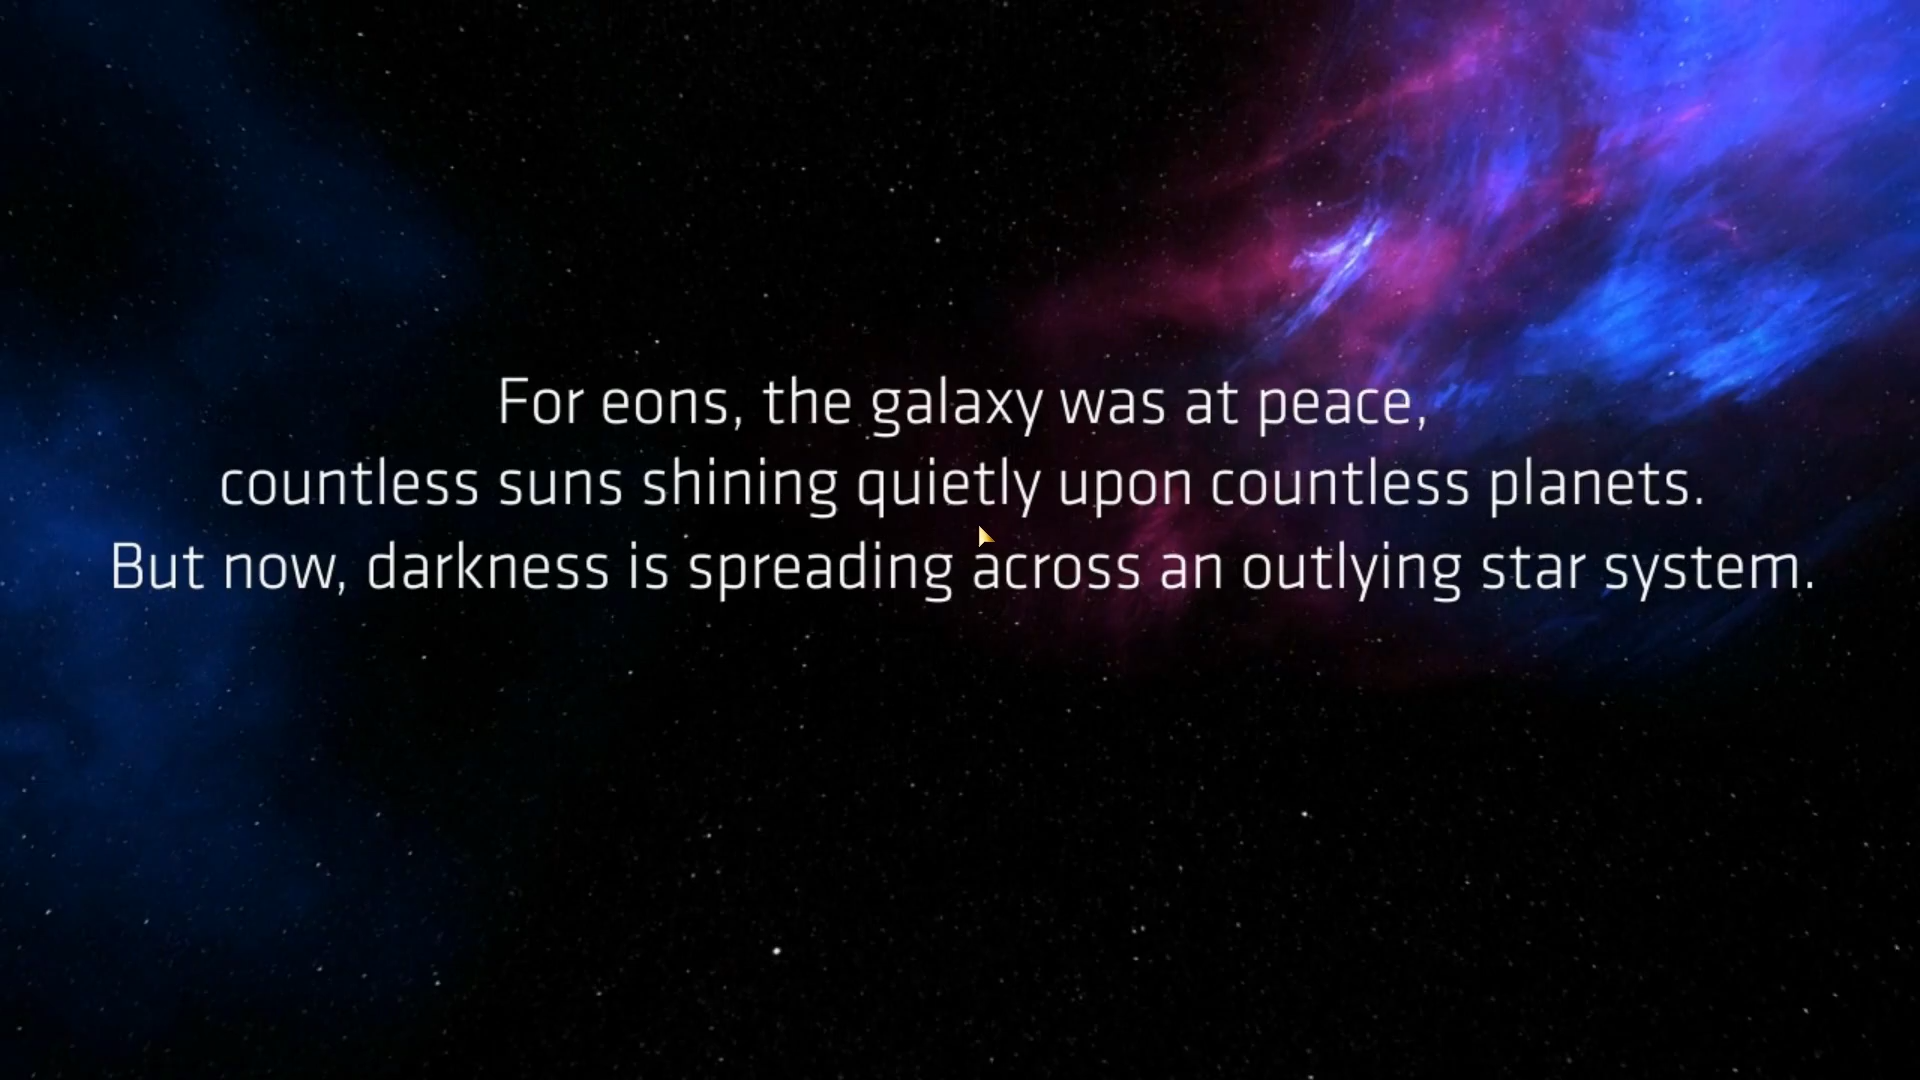 For eons, the galaxy was at peace,
countless suns shining quietly upon countless planets.
But now, darkness is spreading across an outlying star system.